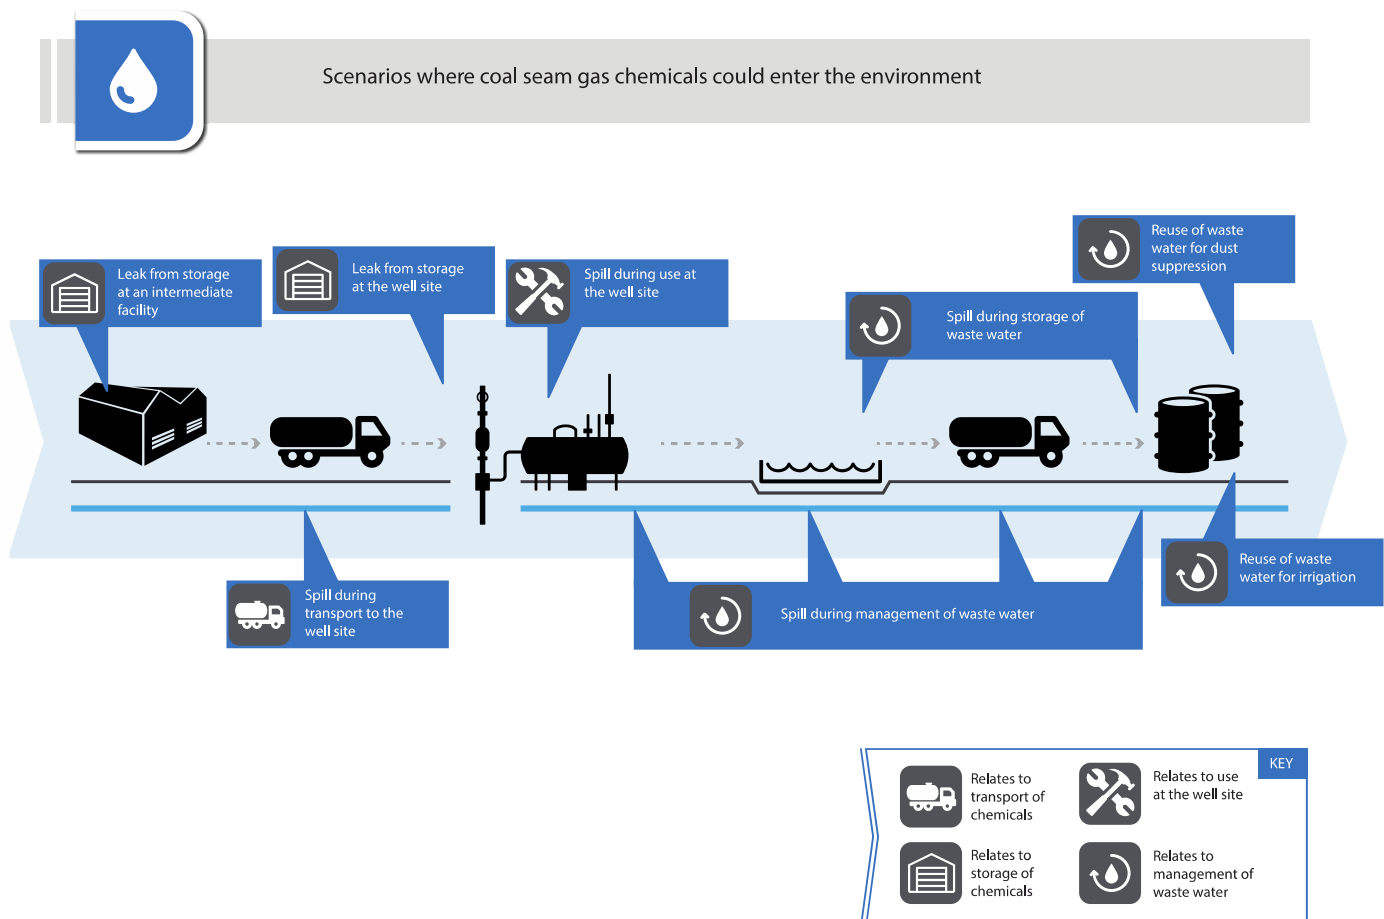 Scenarios where coal seam gas chemicals could enter the environment
Leak from storage
at an intermediate
facility
Leak from storage
at the well site
Spill during use at
the well site
Spill during storage of
waste water
Reuse of waste
water for dust
suppression
Spill during
transport to the
well site
Spill during management of waste water
Reuse of waste
water for irrigation
KEY
Relates to
transport of
chemicals
Relates to use
at the well site
Relates to
storage of
chemicals
Relates to
management of
waste water